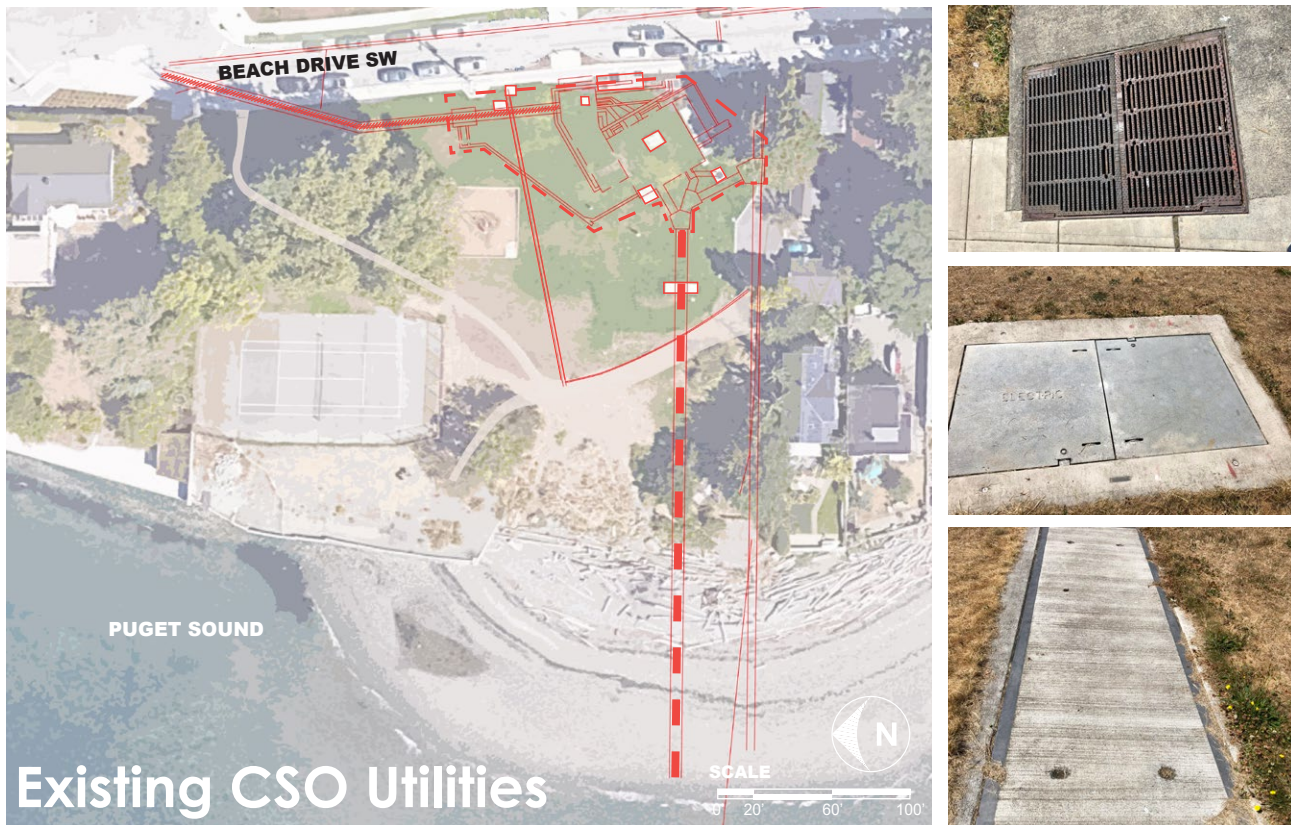 BEACH DRIVE SW
PUGET SOUND
N
SCALE
0' 20' 60' 100'
Existing CSO Utilities
ELECTRIC